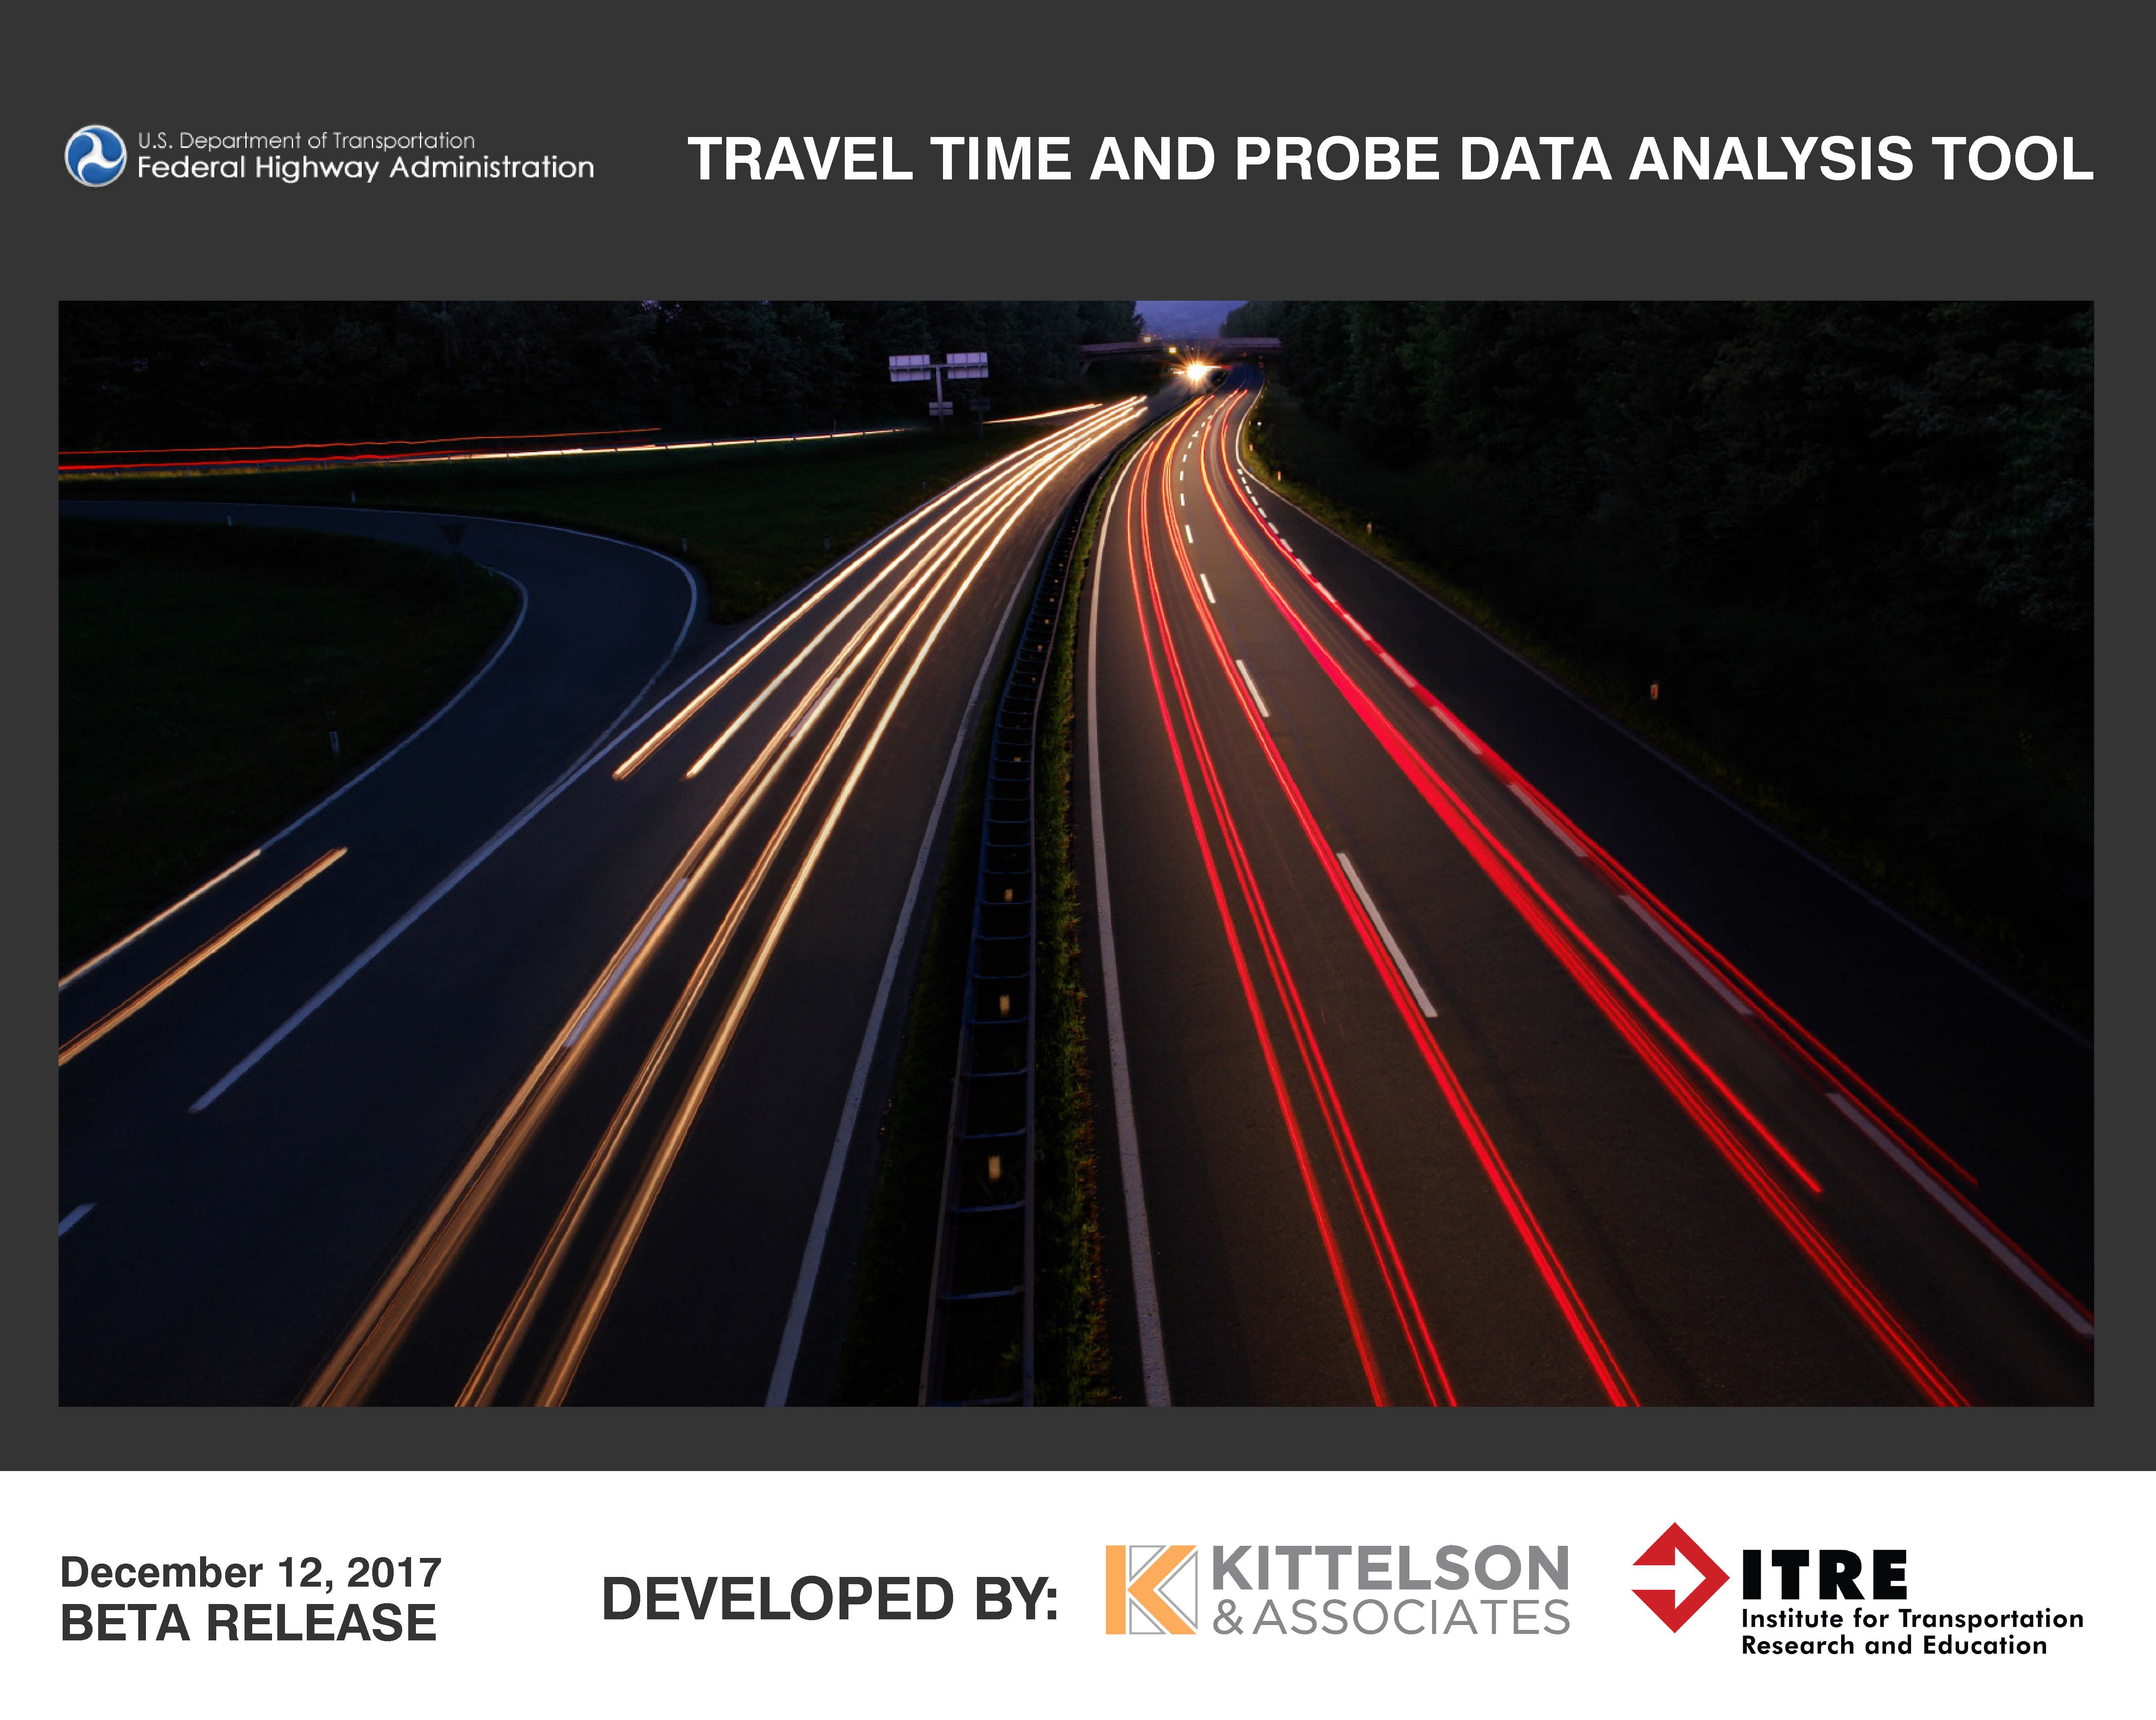 U.S. Department of Transportation
Federal Highway Administration
TRAVEL TIME AND PROBE DATA ANALYSIS TOOL
December 12, 2017
BETA RELEASE
DEVELOPED BY:
KITTELSON
& ASSOCIATES
ITRE
Institute for Transportation
Research and Education